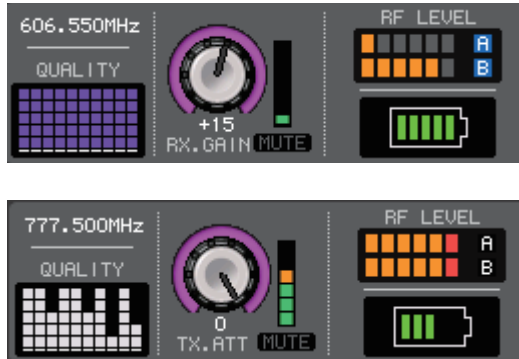 606.550MHz
QUALITY
+15
RX.GAIN MUTE
RF LEVEL
A
B
777.500MHz
QUALITY
0
TX.ATT MUTE
RF LEVEL
A
B